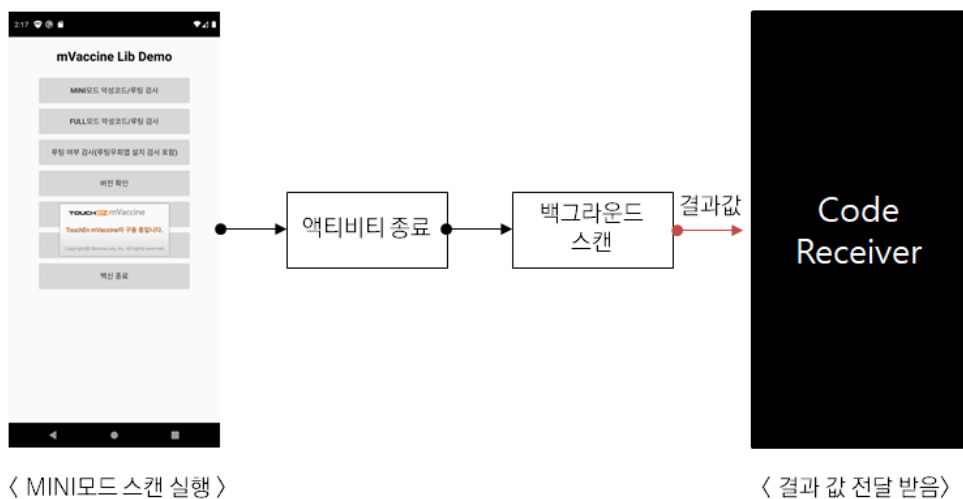 2:17
mVaccine Lib Demo
MINI모드 악성코드/루팅 검사
FULL모드 악성코드/루팅 검사
루팅 여부 검사(루팅우회앱 설치 검사 포함)
버전 확인
TOUCHEN mVaccine
TouchEn mVaccine이 구동 중입니다.
백신 종료
액티비티 종료
백그라운드
스캔
결과값
Code
Receiver
< MINI모드 스캔 실행 >
< 결과 값 전달 받음>